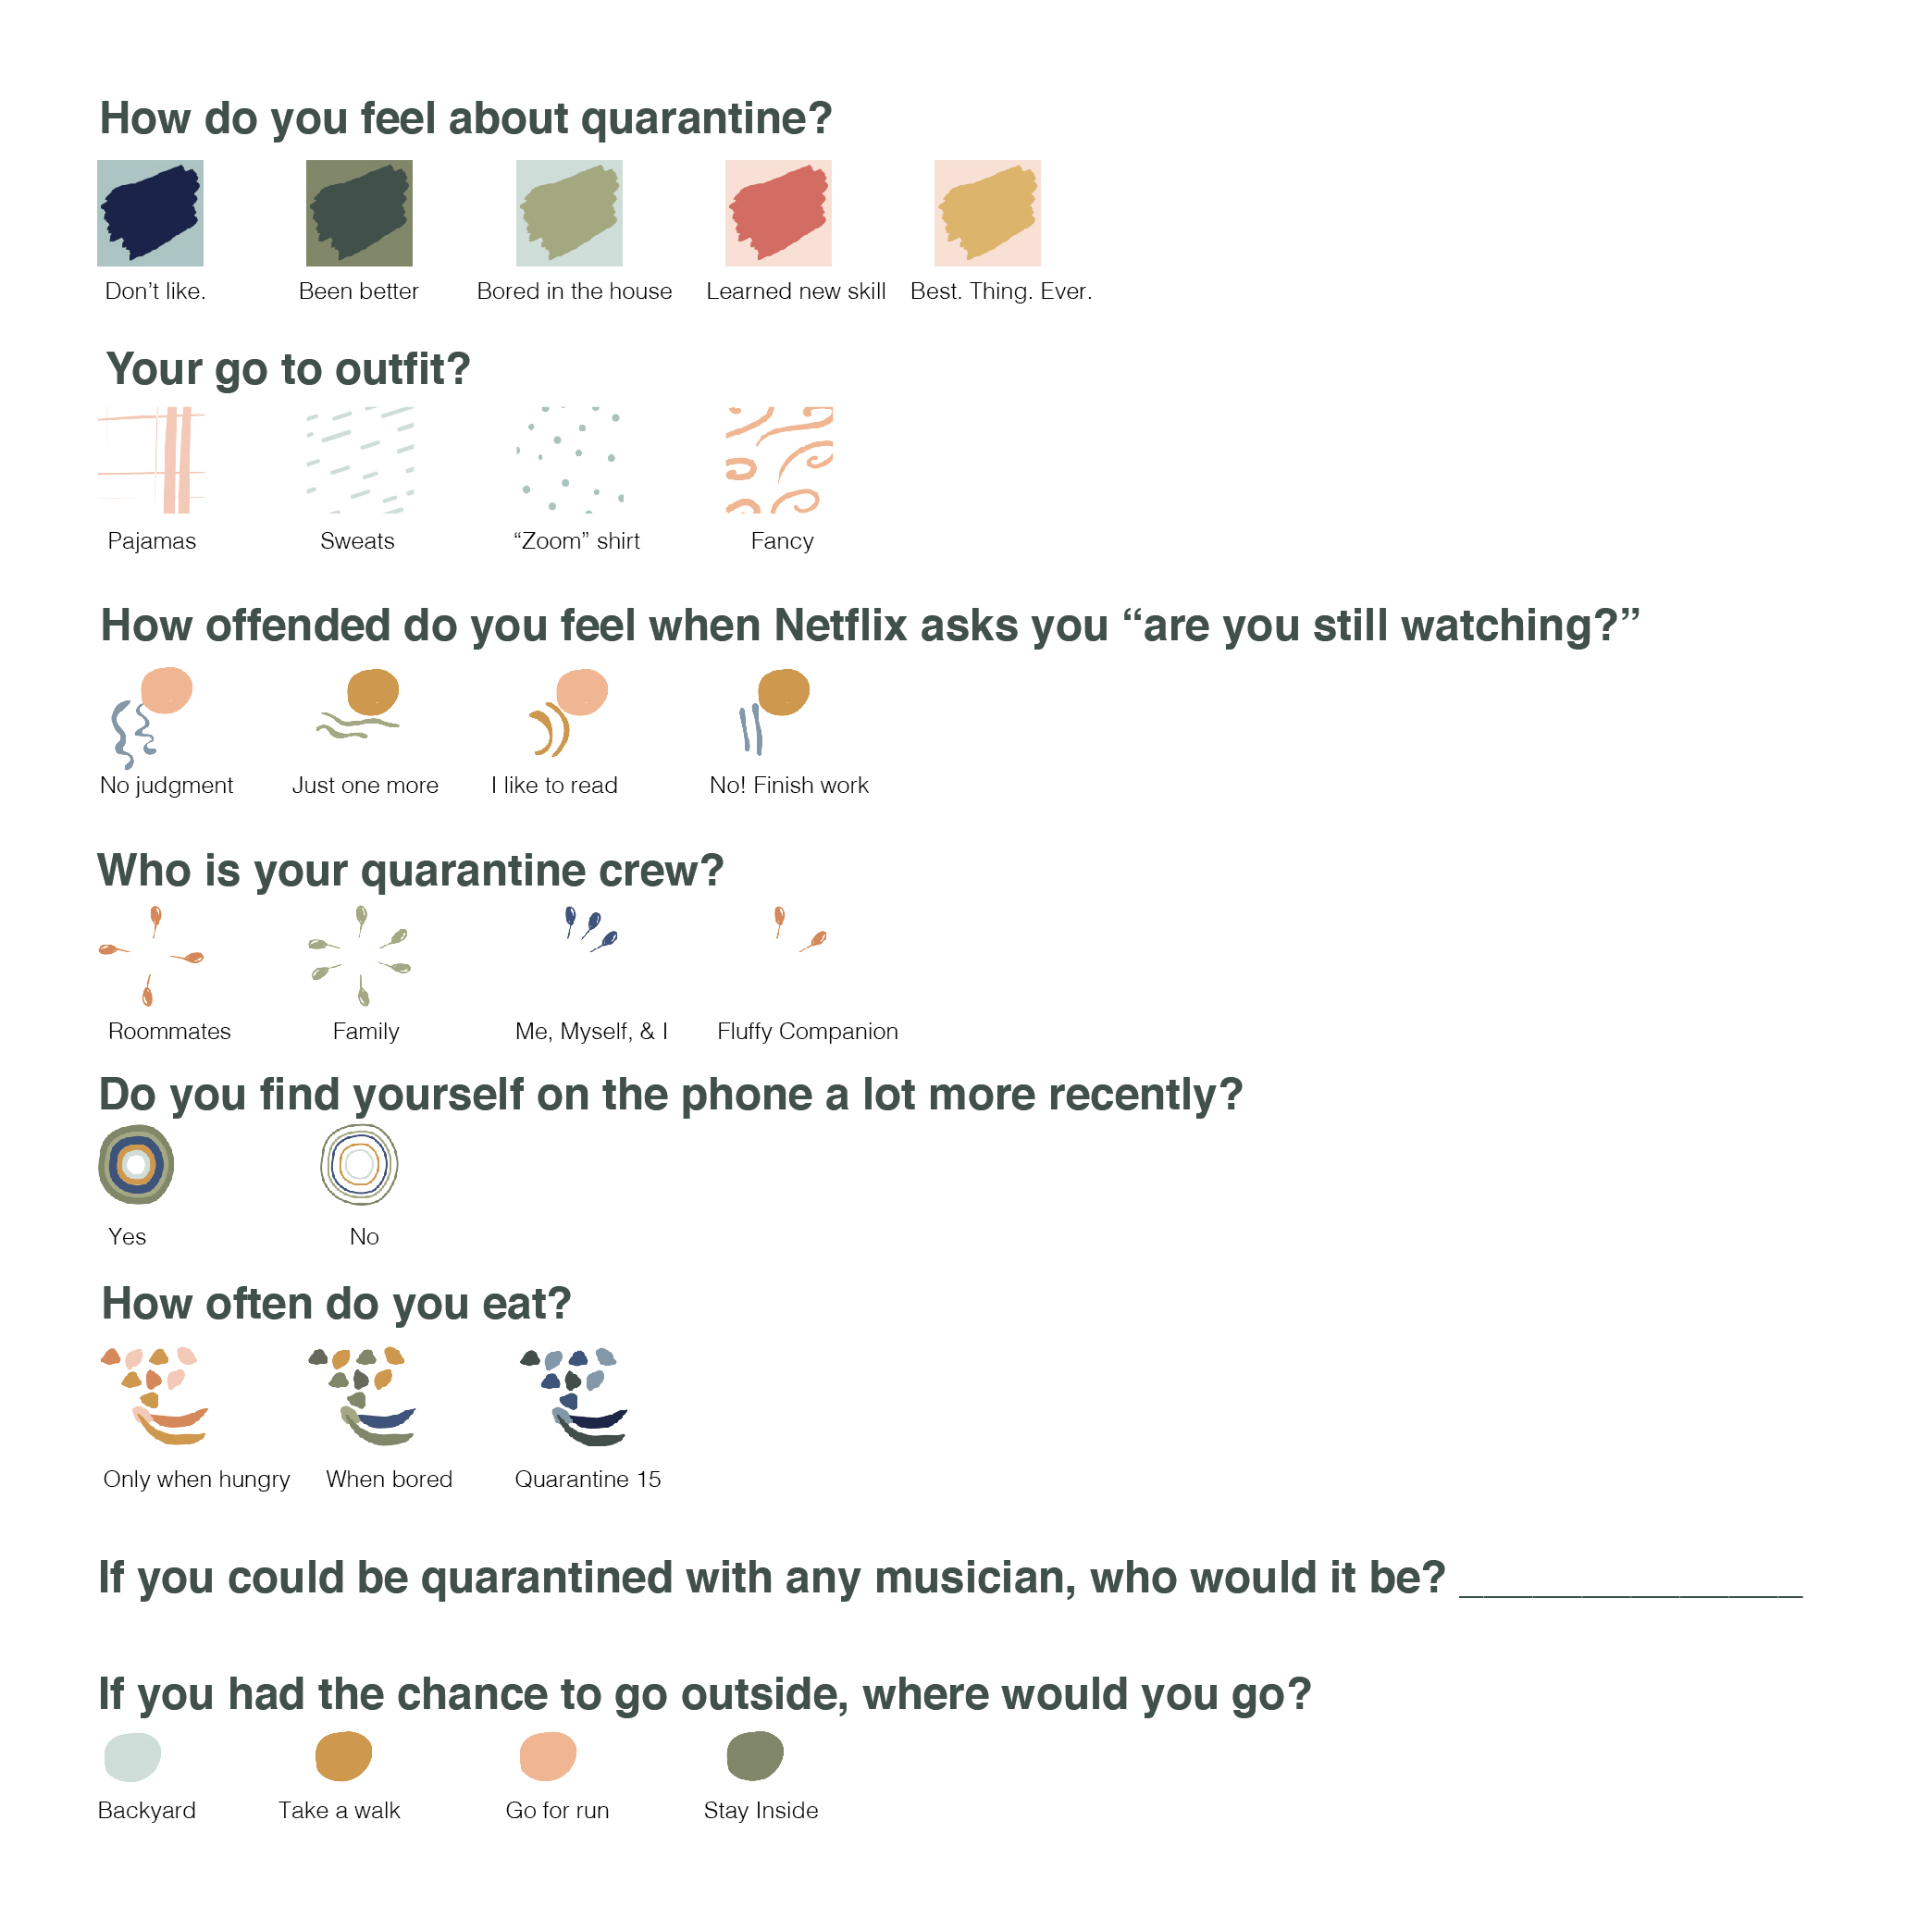 How do you feel about quarantine?
Don’t like. Been better Bored in the house Learned new skill Best. Thing. Ever.
Your go to outfit?
Pajamas Sweats “Zoom” shirt Fancy
How offended do you feel when Netflix asks you “are you still watching?”
No judgment Just one more I like to read No! Finish work
Who is your quarantine crew?
Roommates Family Me, Myself, & I Fluffy Companion
Do you find yourself on the phone a lot more recently?
Yes No
How often do you eat?
Only when hungry When bored Quarantine 15
If you could be quarantined with any musician, who would it be? ______________
If you had the chance to go outside, where would you go?
Backyard Take a walk Go for run Stay Inside